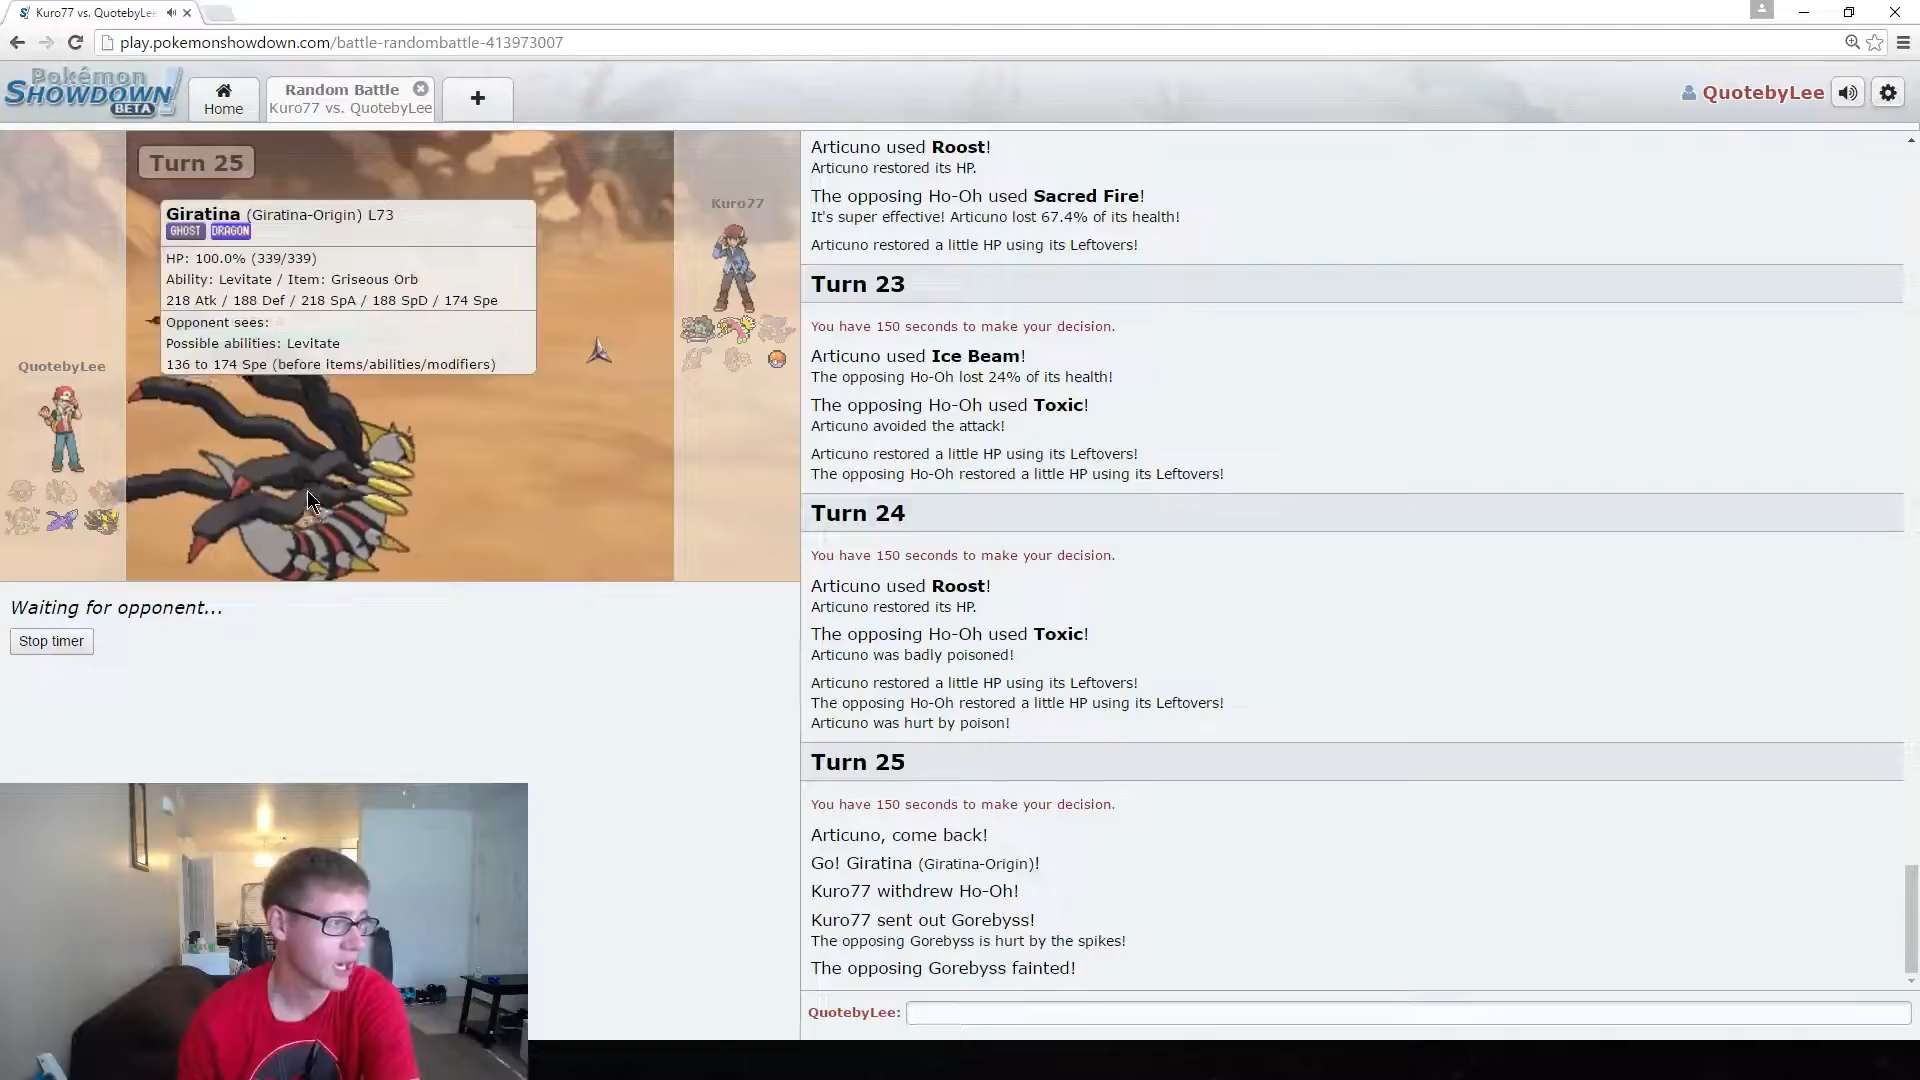 Kuro77 vs. QuotebyLee
play.pokemonshowdown.com/battle-randombattle-413973007
Pokémon
SHOWDOWN!
BETA
Home
Random Battle
Kuro77 vs. QuotebyLee
+
QuotebyLee
Turn 25
Giratina (Giratina-Origin) L73
GHOST DRAGON
HP: 100.0% (339/339)
Ability: Levitate / Item: Griseous Orb
218 Atk / 188 Def / 218 SpA / 188 SpD / 174 Spe
Opponent sees:
Possible abilities: Levitate
136 to 174 Spe (before items/abilities/modifiers)
Kuro77
QuotebyLee
Waiting for opponent...
Stop timer
Articuno used Roost!
Articuno restored its HP.
The opposing Ho-Oh used Sacred Fire!
It's super effective! Articuno lost 67.4% of its health!
Articuno restored a little HP using its Leftovers!
Turn 23
You have 150 seconds to make your decision.
Articuno used Ice Beam!
The opposing Ho-Oh lost 24% of its health!
The opposing Ho-Oh used Toxic!
Articuno avoided the attack!
Articuno restored a little HP using its Leftovers!
The opposing Ho-Oh restored a little HP using its Leftovers!
Turn 24
You have 150 seconds to make your decision.
Articuno used Roost!
Articuno restored its HP.
The opposing Ho-Oh used Toxic!
Articuno was badly poisoned!
Articuno restored a little HP using its Leftovers!
The opposing Ho-Oh restored a little HP using its Leftovers!
Articuno was hurt by poison!
Turn 25
You have 150 seconds to make your decision.
Articuno, come back!
Go! Giratina (Giratina-Origin)!
Kuro77 withdrew Ho-Oh!
Kuro77 sent out Gorebyss!
The opposing Gorebyss is hurt by the spikes!
The opposing Gorebyss fainted!
QuotebyLee: